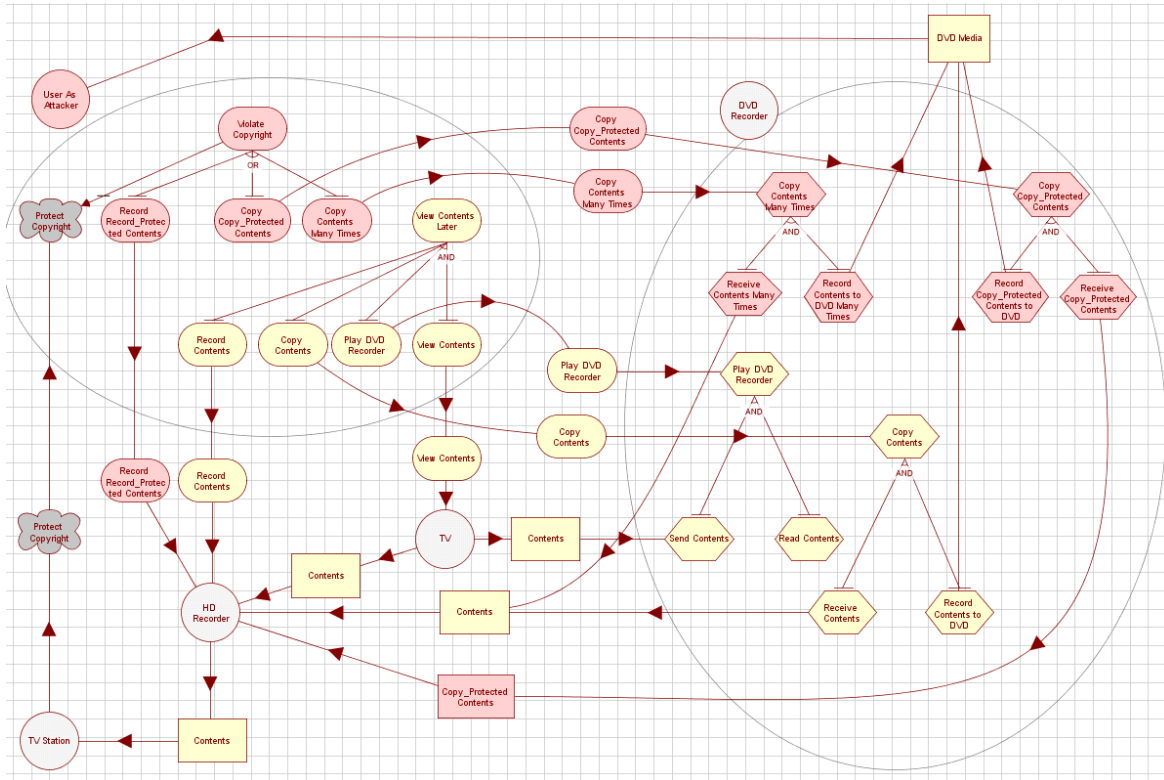 DVD Media
User As
Attacker
DVD
Recorder
Violate
Copyright
OR
Copy
Copy_Protected
Contents
Protect
Copyright
Record
Record_Protec
ted Contents
Copy
Copy_Protected
Contents
Copy
Contents
Many Times
View Contents
Later
AND
Copy
Contents
Many Times
Copy
Contents
Many Times
AND
Copy
Copy_Protected
Contents
AND
Receive
Contents Many
Times
Record
Contents to
DVD Many
Times
Record
Copy_Protected
Contents to
DVD
Receive
Copy_Protected
Contents
Record
Contents
Copy
Contents
Play DVD
Recorder
View Contents
Play DVD
Recorder
Play DVD
Recorder
AND
Copy
Contents
Copy
Contents
AND
Record
Record_Protec
ted Contents
Record
Contents
View Contents
Protect
Copyright
TV
Contents
Send Contents
Read Contents
Contents
HD
Recorder
Contents
Receive
Contents
Record
Contents to
DVD
Copy_Protected
Contents
TV Station
Contents